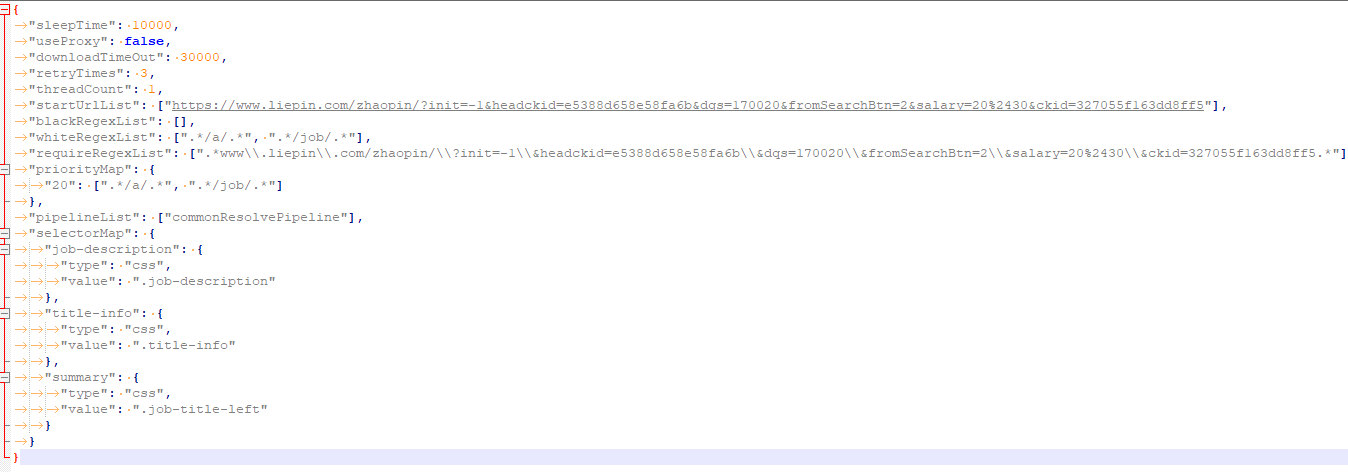 {
"sleepTime": 10000,
"useProxy": false,
"downloadTimeOut": 30000,
"retryTimes": 3,
"threadCount": 1,
"startUrlList": ["https://www.liepin.com/zhaopin/?init=-1&headckid=e5388d658e58fa6b&dqs=170020&fromSearchBtn=2&salary=20%2430&ckid=327055f163dd8ff5"],
"blackRegexList": [],
"whiteRegexList": [".*/a/.*", ".*/job/.*"],
"requireRegexList": [".*www\\.liepin\\.com/zhaopin/\\?init=-1\\&headckid=e5388d658e58fa6b\\&dqs=170020\\&fromSearchBtn=2\\&salary=20%2430\\&ckid=327055f163dd8ff5.*"]
"priorityMap": {
"20": [".*/a/.*", ".*/job/.*"]
},
"pipelineList": ["commonResolvePipeline"],
"selectorMap": {
"job-description": {
"type": "css",
"value": ".job-description"
},
"title-info": {
"type": "css",
"value": ".title-info"
},
"summary": {
"type": "css",
"value": ".job-title-left"
}
}
}